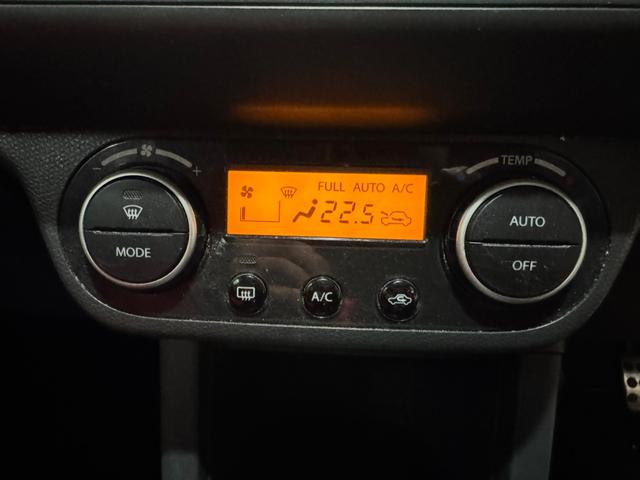 - +
TEMP
FULL AUTO A/C
22.5
MODE
AUTO
OFF
A/C